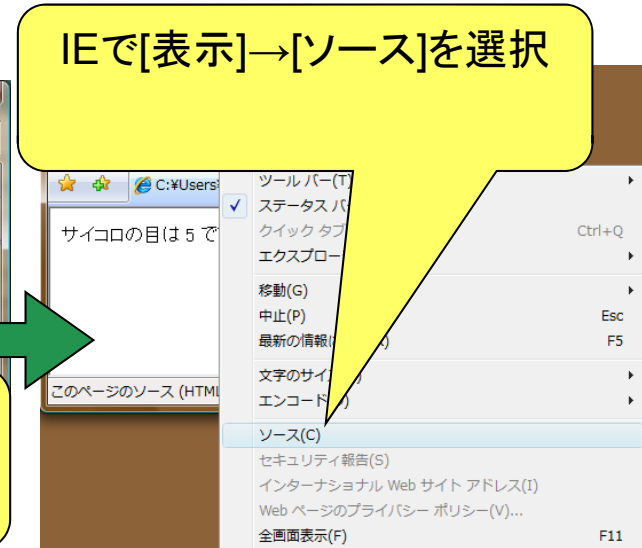 IEで[表示]→[ソース]を選択
C:¥Users¥
ツール バー(T)
ステータス バ
クイック タブ Ctrl+Q
エクスプロー
サイコロの目は 5 で
移動(G)
中止(P) Esc
最新の情報に F5
文字のサイ
エンコード
このページのソース (HTML
ソース(C)
セキュリティ報告(S)
インターナショナル Web サイト アドレス(I)
Web ページのプライバシー ポリシー(V)...
全画面表示(F) F11